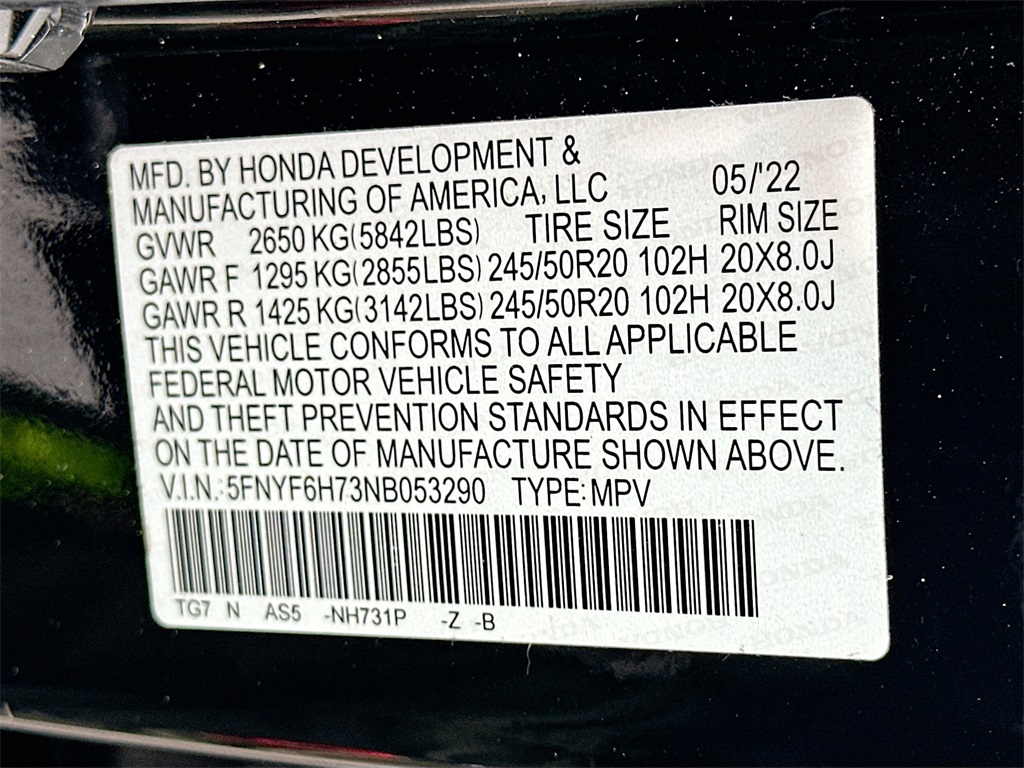 MFD. BY HONDA DEVELOPMENT &
MANUFACTURING OF AMERICA, LLC 05/'22
GVWR 2650 KG(5842LBS) TIRE SIZE RIM SIZE
GAWR F 1295 KG(2855LBS) 245/50R20 102H 20X8.0J
GAWR R 1425 KG(3142LBS) 245/50R20 102H 20X8.0J
THIS VEHICLE CONFORMS TO ALL APPLICABLE
FEDERAL MOTOR VEHICLE SAFETY
AND THEFT PREVENTION STANDARDS IN EFFECT
ON THE DATE OF MANUFACTURE SHOWN ABOVE.
V.I.N.:5FNYF6H73NB053290 TYPE:MPV
TG7 N AS5 -NH731P -Z -B